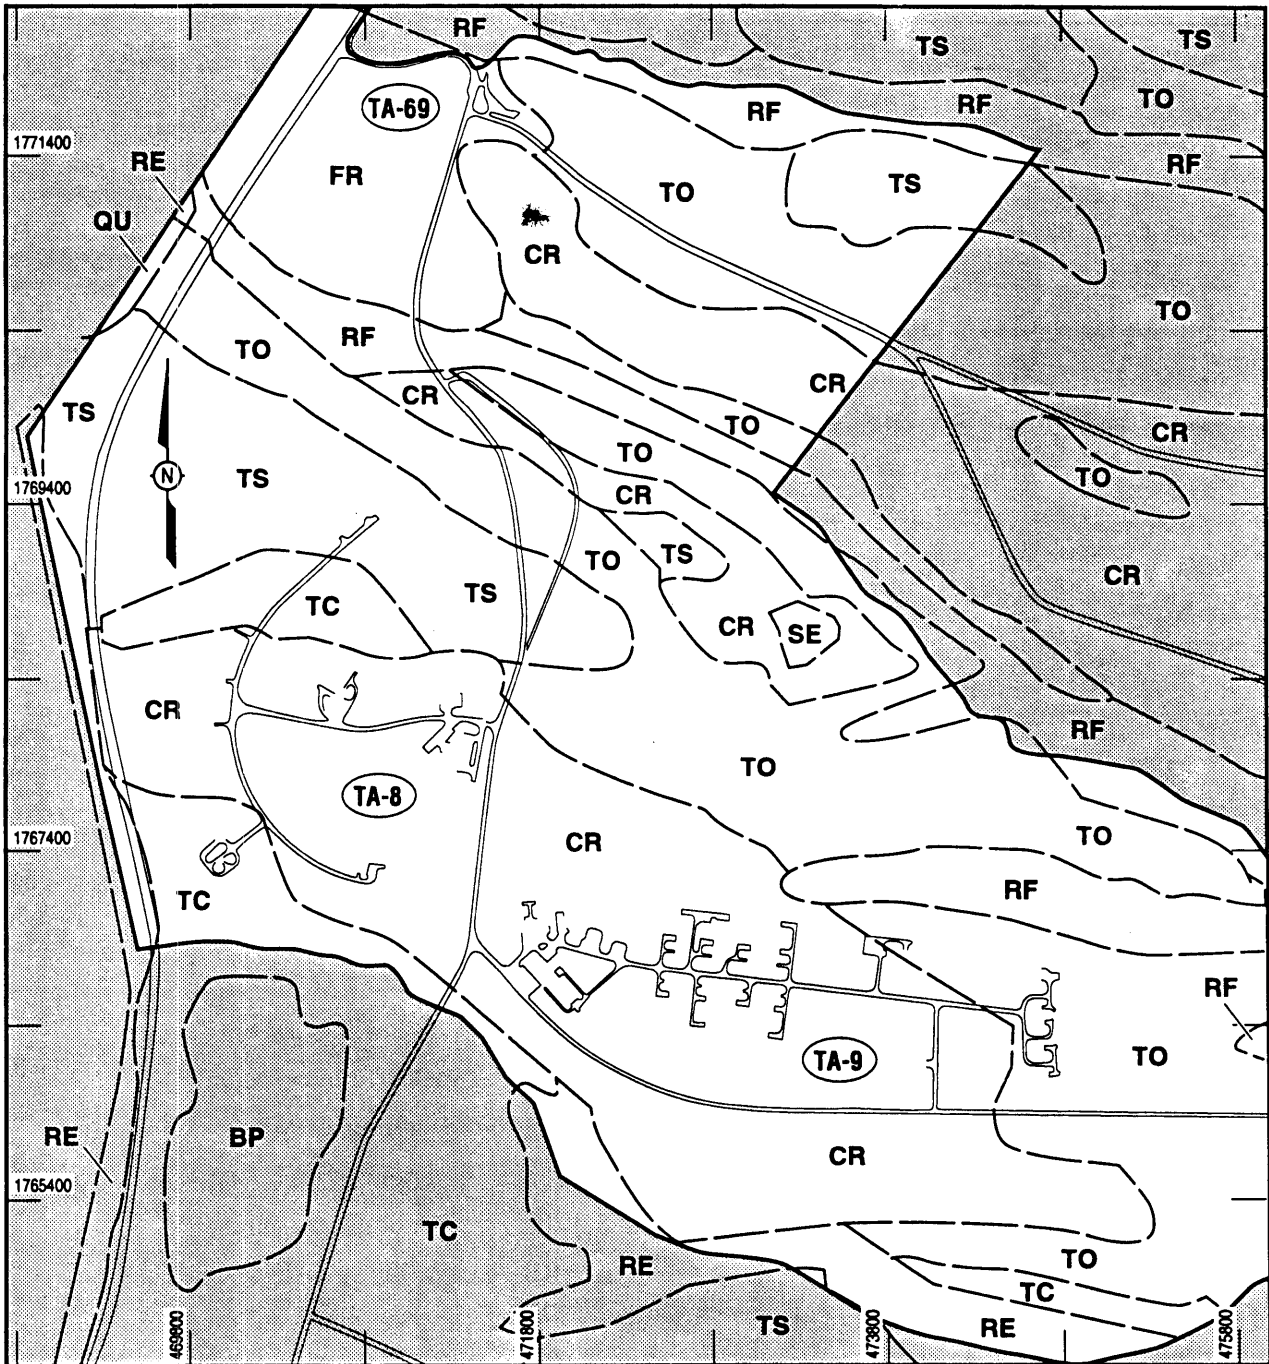 RF
TS
TS
TA-69
RF
RF
TO
1771400
RE
FR
TO
TS
RF
QU
CR
TO
TO
RF
CR
CR
TS
TO
TO
CR
TO
1769400
TS
CR
TO
TS
TO
TS
CR
TC
CR
SE
CR
RF
TO
TA-8
1767400
CR
TO
TC
RF
RF
TA-9
TO
RE
BP
CR
1765400
TC
RE
TO
TC
TS
RE
469800
471800
473800
475800
N